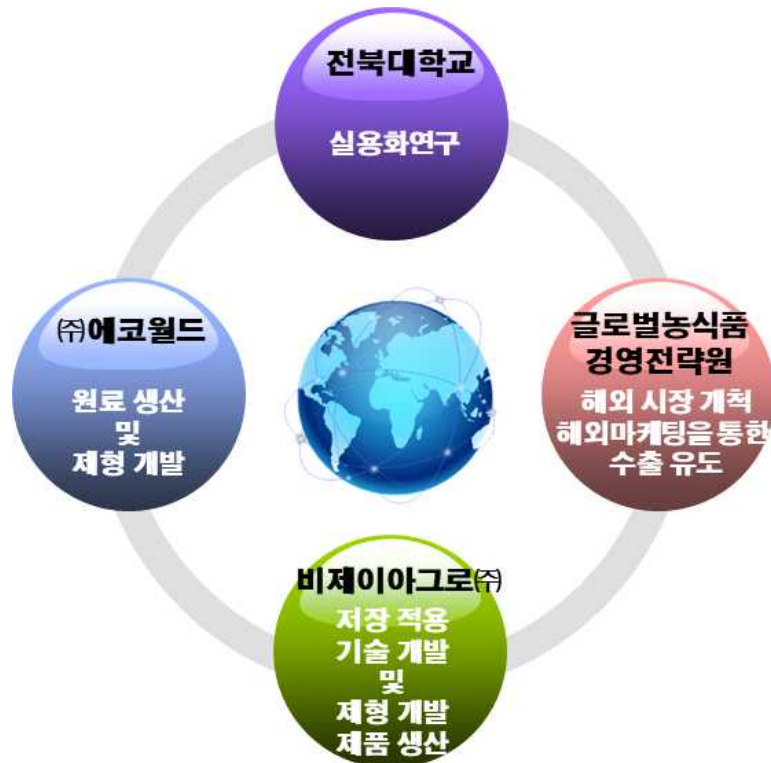 전북대학교
실용화연구
㈜에코월드
원료 생산
및
제형 개발
글로벌농식품
경영전략원
해외 시장 개척
해외마케팅을 통한
수출 유도
비제이아그로㈜
저장 적용
기술 개발
및
제형 개발
제품 생산